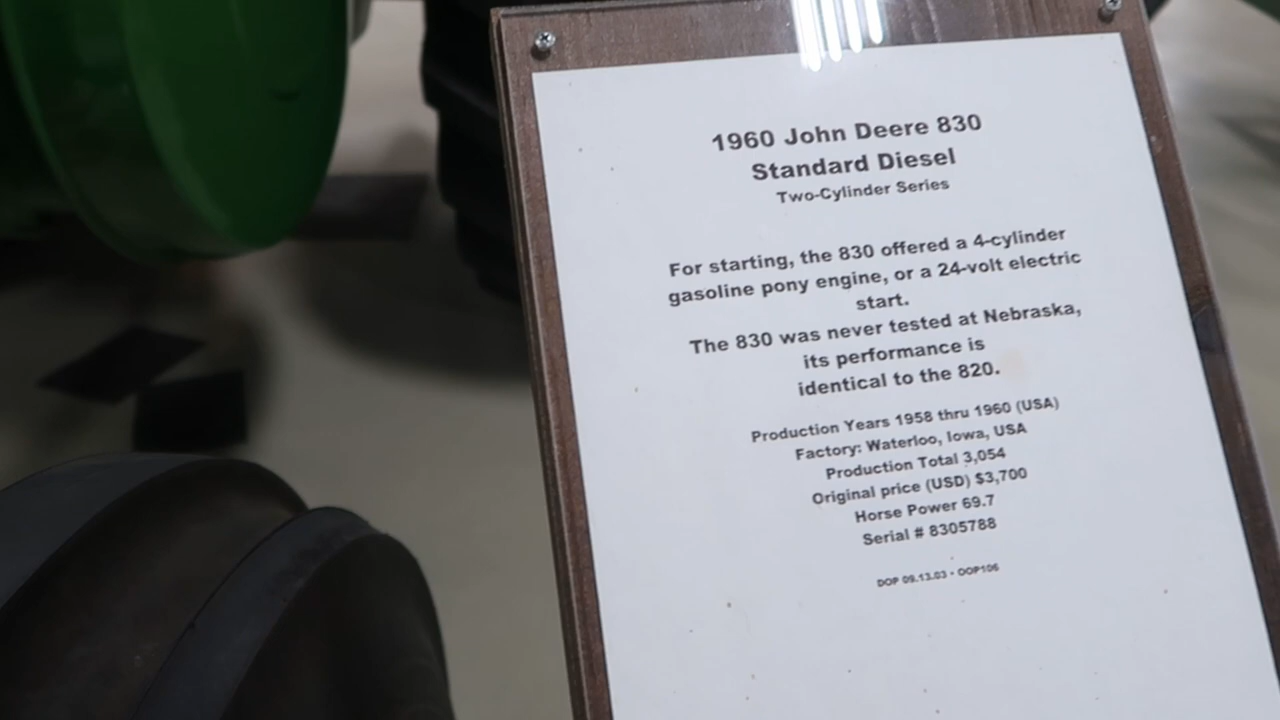 1960 John Deere 830
Standard Diesel
Two-Cylinder Series
For starting, the 830 offered a 4-cylinder
gasoline pony engine, or a 24-volt electric
start.
The 830 was never tested at Nebraska,
its performance is
identical to the 820.
Production Years 1958 thru 1960 (USA)
Factory: Waterloo, Iowa, USA
Production Total 3,054
Original price (USD) $3,700
Horse Power 69.7
Serial # 8305788
DOP 09.13.03 - OOP106